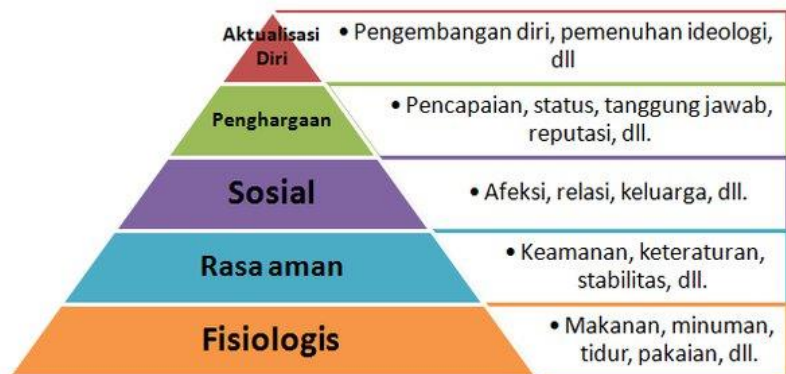 Aktualisasi
Diri
• Pengembangan diri, pemenuhan ideologi,
dll
Penghargaan
• Pencapaian, status, tanggung jawab,
reputasi, dll.
Sosial
• Afeksi, relasi, keluarga, dll.
Rasa aman
• Keamanan, keteraturan,
stabilitas, dll.
Fisiologis
• Makanan, minuman,
tidur, pakaian, dll.